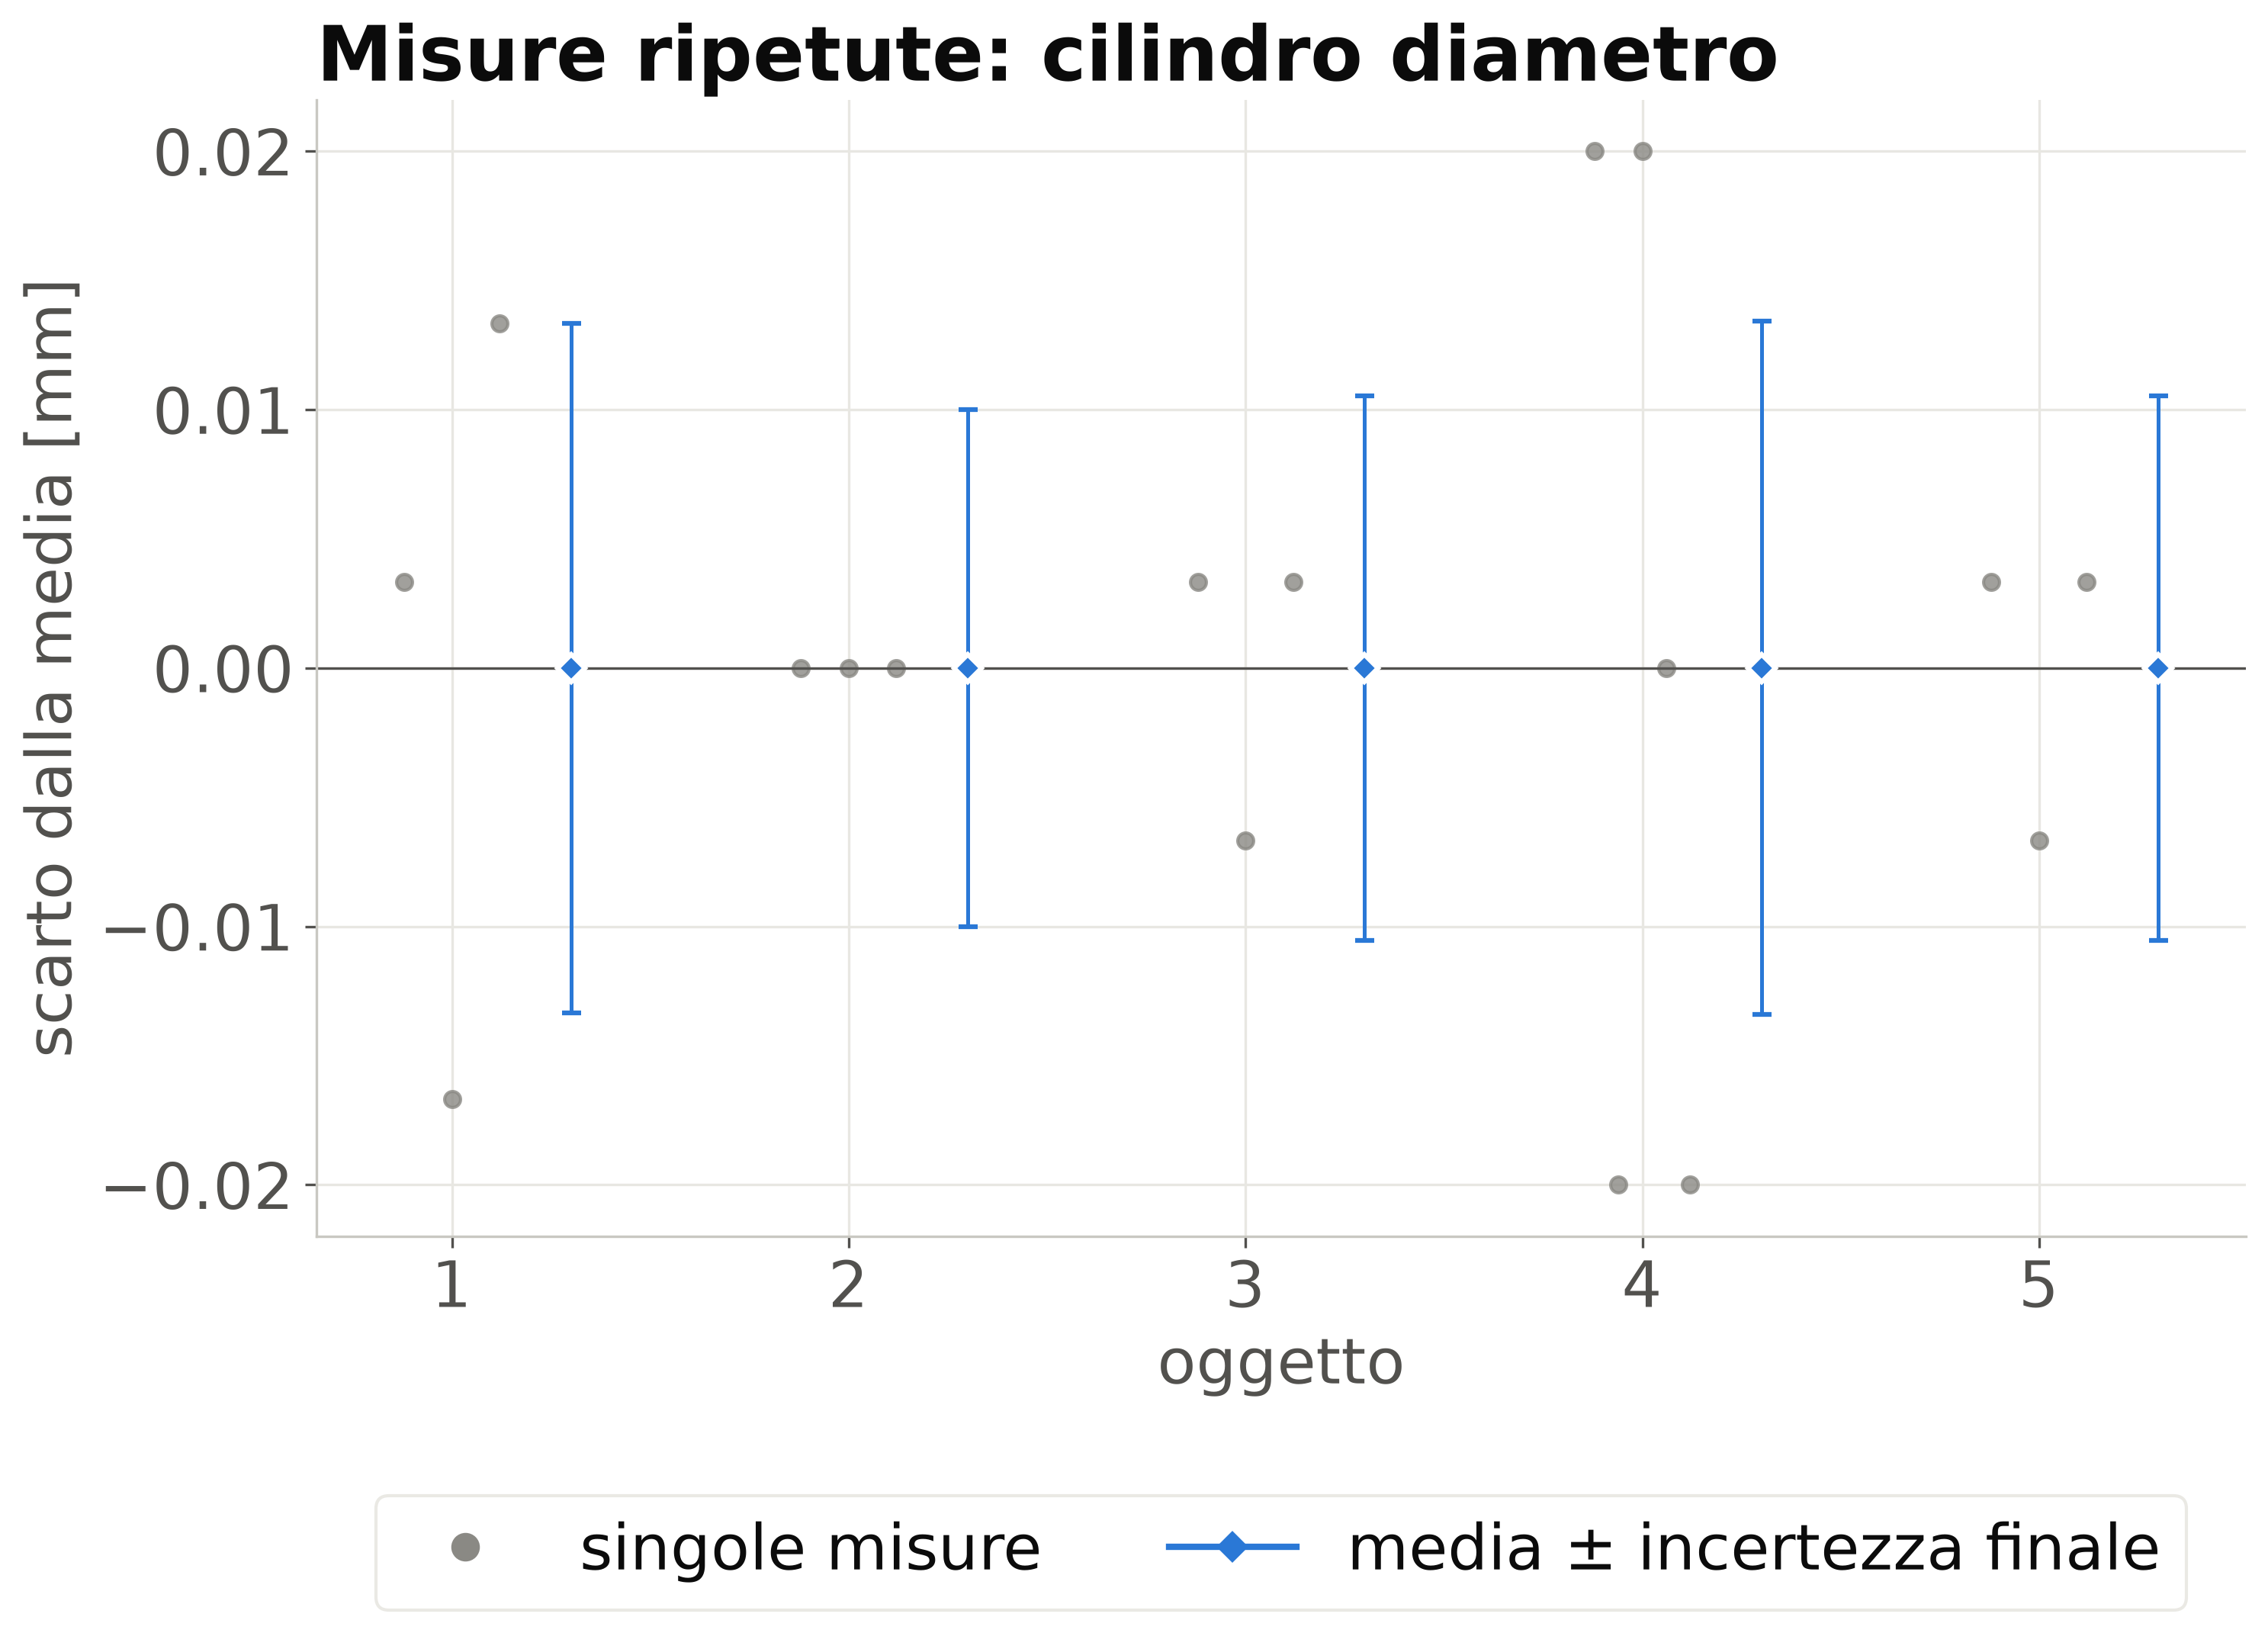 Misure ripetute: cilindro diametro
scarto dalla media [mm]
0.02
0.01
0.00
−0.01
−0.02
1 2 3 4 5
oggetto
singole misure media ± incertezza finale